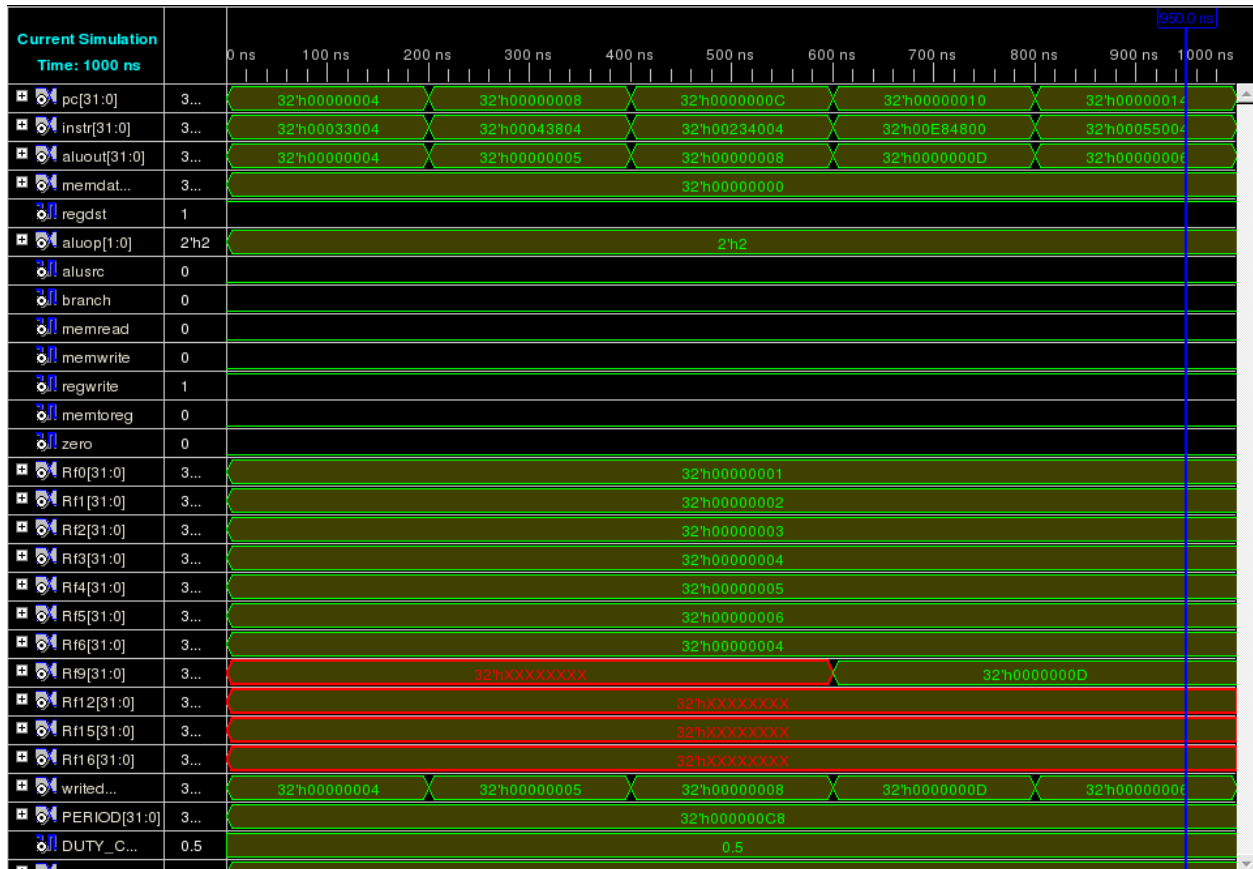 950.0 ns
Current Simulation
Time: 1000 ns
0 ns 100 ns 200 ns 300 ns 400 ns 500 ns 600 ns 700 ns 800 ns 900 ns 1000 ns
pc[31:0] 3... 32'h00000004 32'h00000008 32'h0000000C 32'h00000010 32'h00000014
instr[31:0] 3... 32'h00033004 32'h00043804 32'h00234004 32'h00E84800 32'h00055004
aluout[31:0] 3... 32'h00000004 32'h00000005 32'h00000008 32'h0000000D 32'h00000006
memdat... 3... 32'h00000000
regdst 1
aluop[1:0] 2'h2 2'h2
alusrc 0
branch 0
memread 0
memwrite 0
regwrite 1
memtoreg 0
zero 0
Rf0[31:0] 3... 32'h00000001
Rf1[31:0] 3... 32'h00000002
Rf2[31:0] 3... 32'h00000003
Rf3[31:0] 3... 32'h00000004
Rf4[31:0] 3... 32'h00000005
Rf5[31:0] 3... 32'h00000006
Rf6[31:0] 3... 32'h00000004
Rf9[31:0] 3... 32'hXXXXXXXX 32'h0000000D
Rf12[31:0] 3... 32'hXXXXXXXX
Rf15[31:0] 3... 32'hXXXXXXXX
Rf16[31:0] 3... 32'hXXXXXXXX
writed... 3... 32'h00000004 32'h00000005 32'h00000008 32'h0000000D 32'h00000006
PERIOD[31:0] 3... 32'h000000C8
DUTY_C... 0.5 0.5